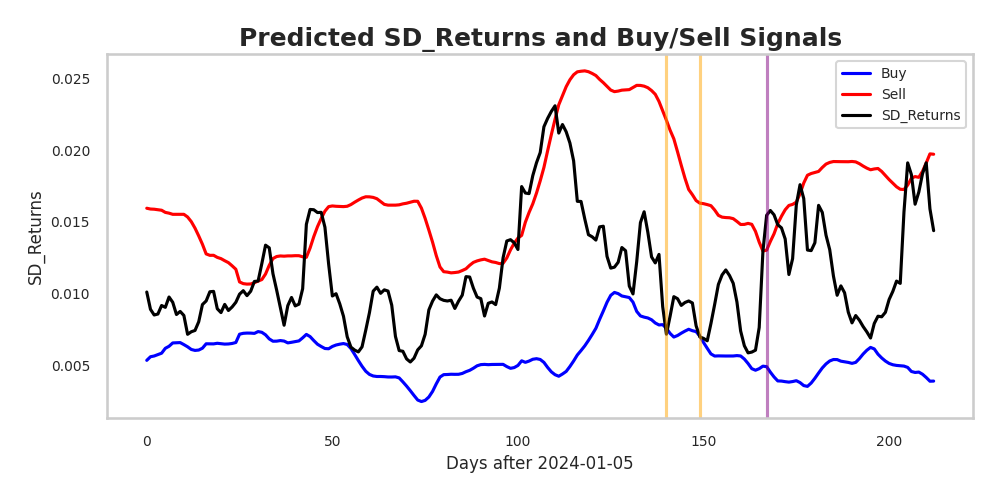 Predicted SD_Returns and Buy/Sell Signals
Buy
Sell
SD_Returns
0.025
0.020
0.015
0.010
0.005
SD_Returns
0 50 100 150 200
Days after 2024-01-05